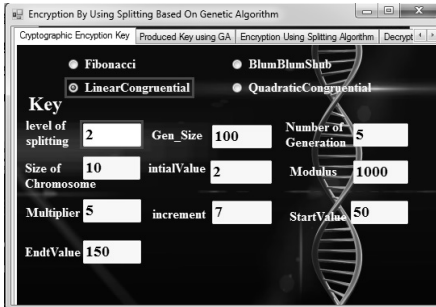 Encryption By Using Splitting Based On Genetic Algorithm
Cryptographic Encyption Key Produced Key using GA Encryption Using Splitting Algorithm Decrypt
Fibonacci BlumBlumShub
LinearCongruential QuadraticCongruential
Key
level of splitting 2 Gen_Size 100 Number of Generation 5
Size of Chromosome 10 intialValue 2 Modulus 1000
Multiplier 5 increment 7 StartValue 50
EndtValue 150